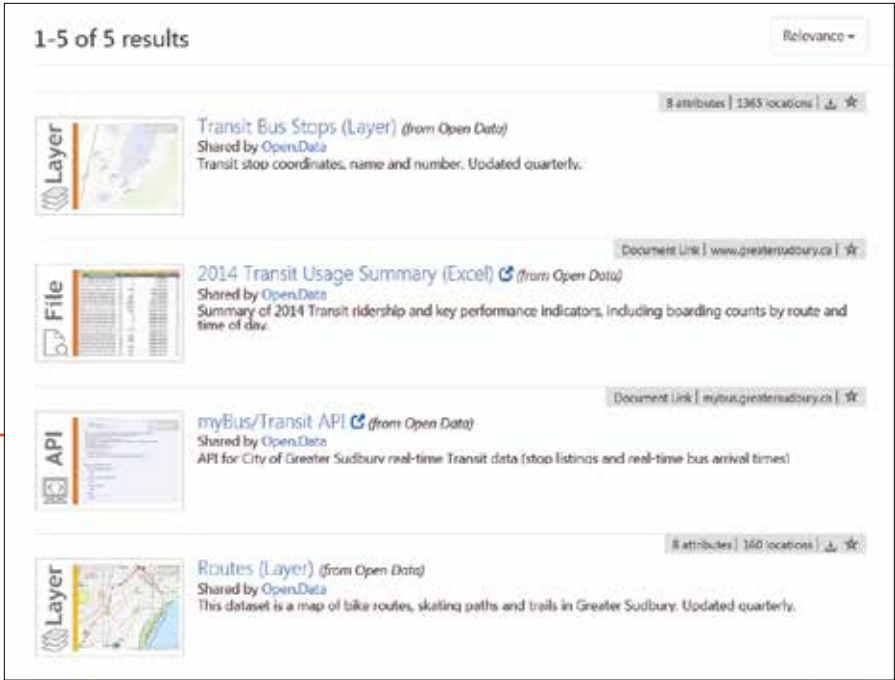 1-5 of 5 results
Relevance
8 attributes | 1365 locations |
Layer
Transit Bus Stops (Layer) (from Open Data)
Shared by Open.Data
Transit stop coordinates, name and number. Updated quarterly.
Document Link | www.greatersudbury.ca |
File
2014 Transit Usage Summary (Excel) (from Open Data)
Shared by Open.Data
Summary of 2014 Transit ridership and key performance indicators, including boarding counts by route and
time of day.
Document Link | mybus.greatersudbury.ca |
API
myBus/Transit API (from Open Data)
Shared by Open.Data
API for City of Greater Sudbury real-time Transit data (stop listings and real-time bus arrival times)
8 attributes | 160 locations |
Layer
Routes (Layer) (from Open Data)
Shared by Open.Data
This dataset is a map of bike routes, skating paths and trails in Greater Sudbury. Updated quarterly.